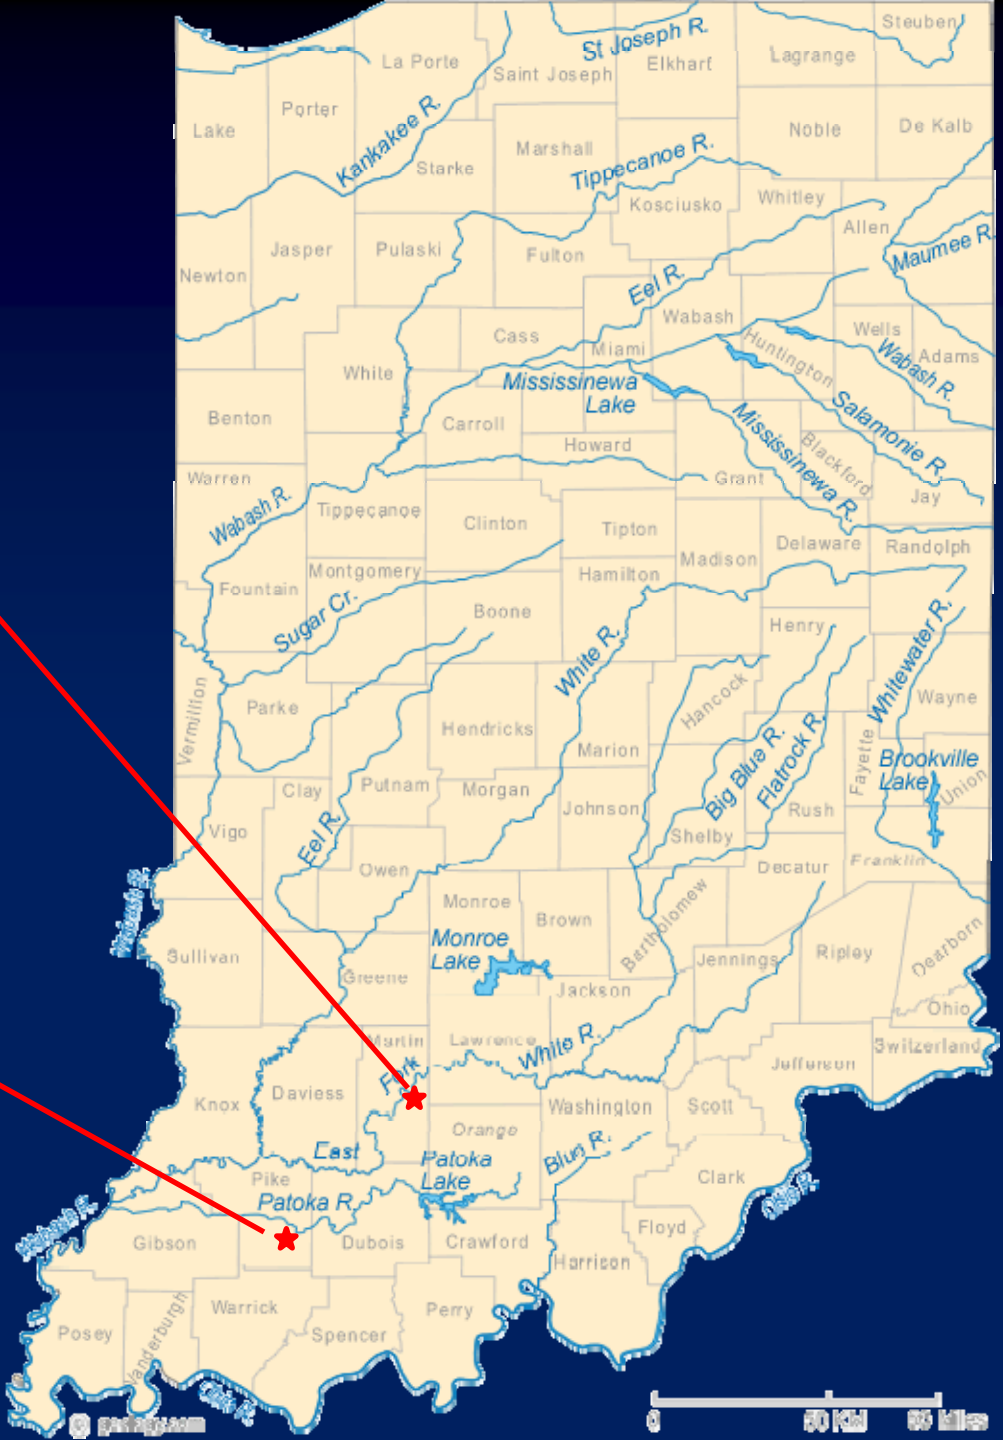 Steuben
St Joseph R.
La Porte
Saint Joseph
Elkhart
Lagrange
Porter
Lake
Kankakee R.
Starke
Marshall
Tippecanoe R.
Noble
De Kalb
Kosciusko
Whitley
Allen
Maumee R.
Newton
Jasper
Pulaski
Fulton
Eel R.
Wabash
Cass
Miami
Huntington
Wells
Adams
Wabash R.
White
Mississinewa
Lake
Benton
Carroll
Howard
Mississinewa R.
Salamonie R.
Blackford
Grant
Jay
Warren
Wabash R.
Tippecanoe
Clinton
Tipton
Madison
Delaware
Randolph
Fountain
Montgomery
Hamilton
Sugar Cr.
Boone
White R.
Henry
Whitewater R.
Vermillion
Parke
Hendricks
Marion
Hancock
Wayne
Fayette
Brookville
Lake
Union
Big Blue R.
Flatrock R.
Clay
Putnam
Morgan
Johnson
Shelby
Rush
Vigo
Eel R.
Owen
Decatur
Franklin
Wabash R.
Monroe
Brown
Bartholomew
Monroe
Lake
Sullivan
Greene
Jackson
Jennings
Ripley
Dearborn
Ohio
Martin
Lawrence
White R.
Switzerland
Jefferson
Fork
Knox
Daviess
Washington
Scott
Orange
East
Patoka
Lake
Blue R.
Clark
Pike
Patoka R.
Ohio R.
Wabash R.
Gibson
Dubois
Crawford
Floyd
Harrison
Posey
Vanderburgh
Warrick
Spencer
Perry
Ohio R.
© geology.com
0
Miles